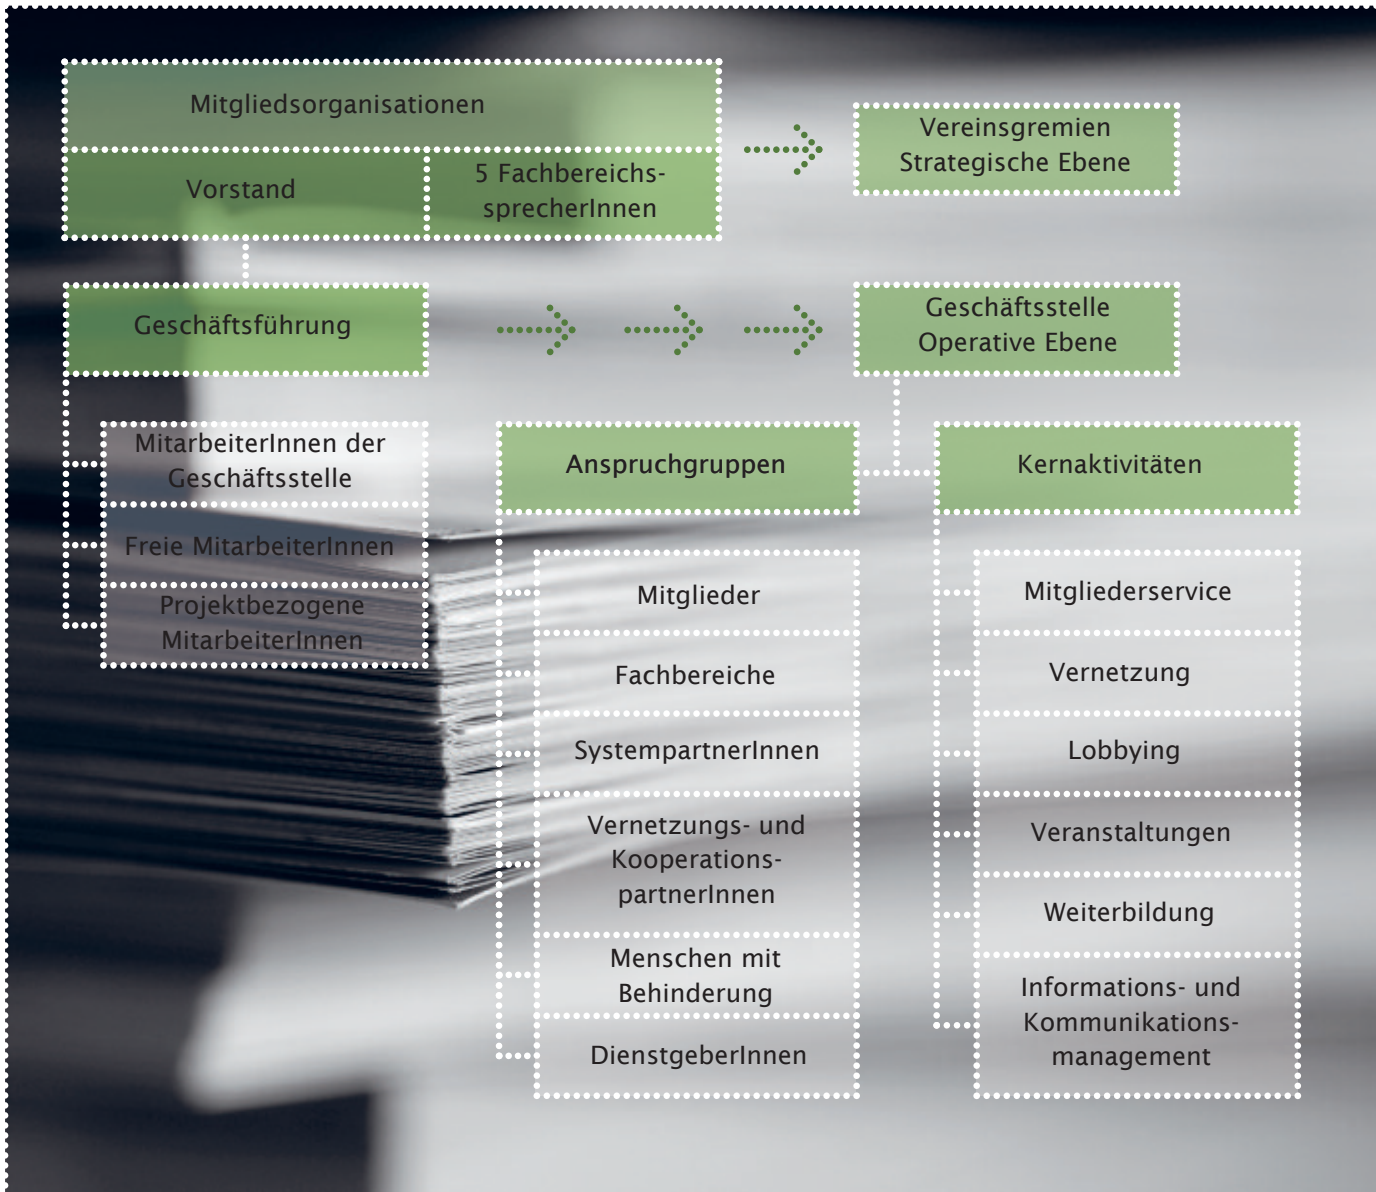 Mitgliedsorganisationen
Vorstand
5 Fachbereichs-
sprecherInnen
Vereinsgremien
Strategische Ebene
Geschäftsführung
Geschäftsstelle
Operative Ebene
MitarbeiterInnen der
Geschäftsstelle
Freie MitarbeiterInnen
Projektbezogene
MitarbeiterInnen
Anspruchgruppen
Mitglieder
Fachbereiche
SystempartnerInnen
Vernetzungs- und
Kooperations-
partnerInnen
Menschen mit
Behinderung
DienstgeberInnen
Kernaktivitäten
Mitgliederservice
Vernetzung
Lobbying
Veranstaltungen
Weiterbildung
Informations- und
Kommunikations-
management